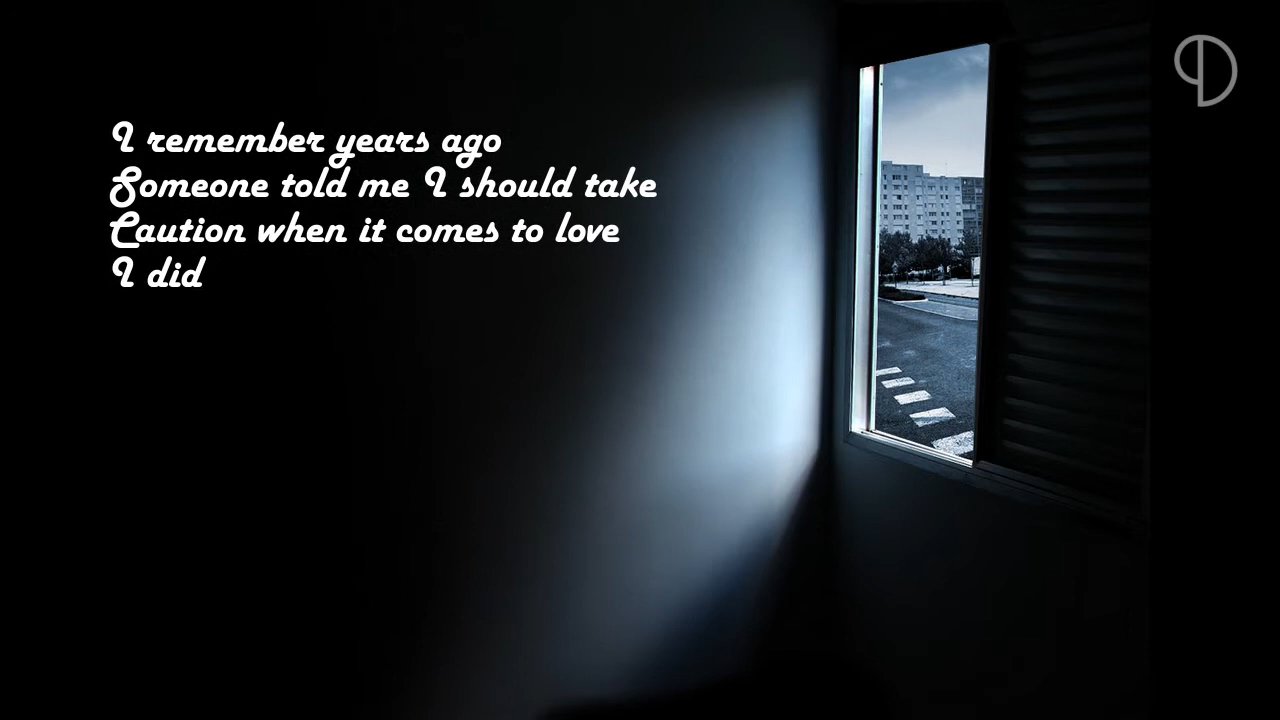 I remember years ago
Someone told me I should take
Caution when it comes to love
I did